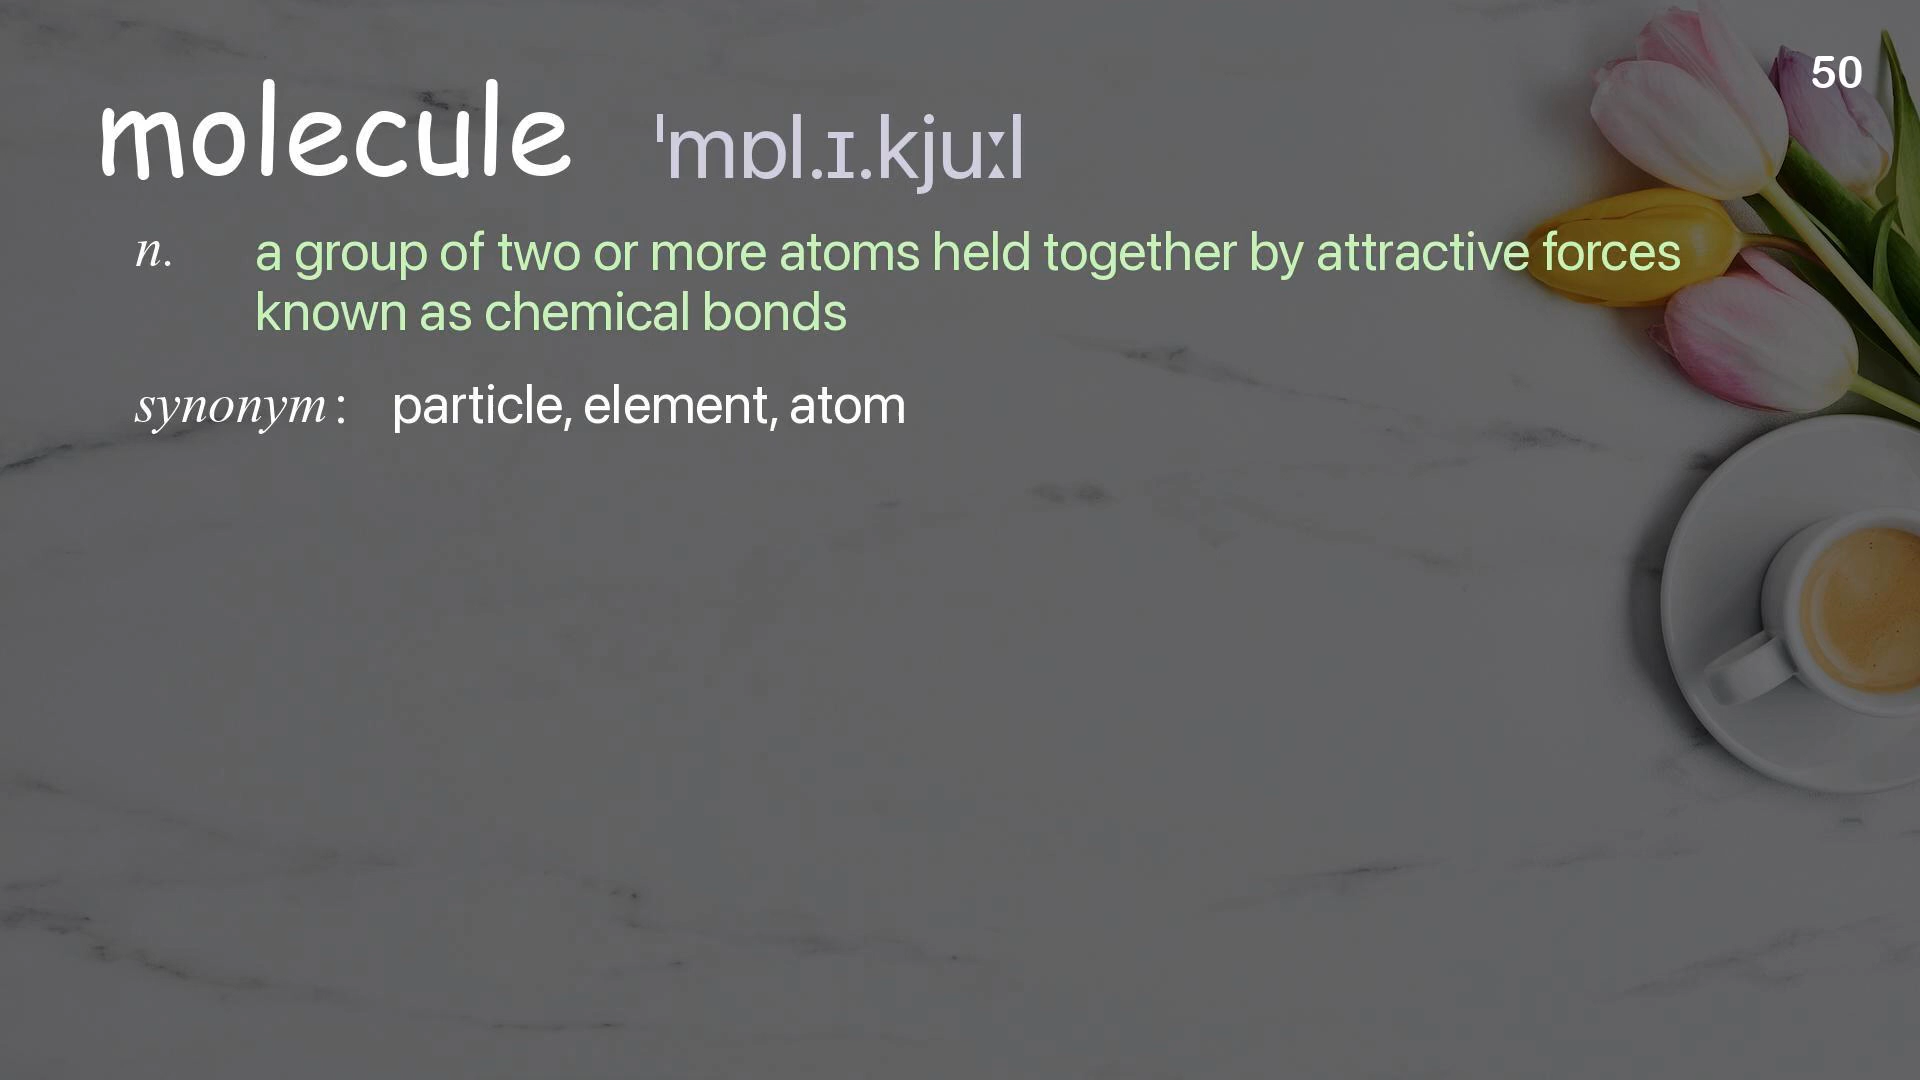 50
molecule ˈmɒl.ɪ.kjuːl
n. a group of two or more atoms held together by attractive forces
known as chemical bonds
synonym: particle, element, atom